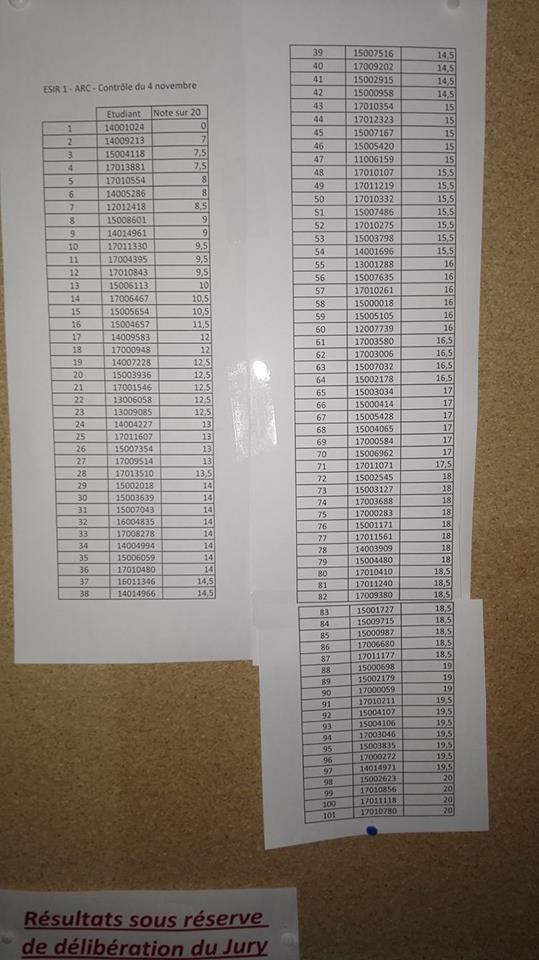 ESIR 1 - ARC - Contrôle du 4 novembre
Etudiant Note sur 20
1 14001024 0
2 14009213 7
3 15004118 7,5
4 17013881 7,5
5 17010554 8
6 14005286 8
7 12012418 8,5
8 15008601 9
9 14014961 9
10 17011330 9,5
11 17004395 9,5
12 17010843 9,5
13 15006113 10
14 17006467 10,5
15 15005654 10,5
16 15004657 11,5
17 14009583 12
18 17000948 12
19 14007228 12,5
20 15003936 12,5
21 17001546 12,5
22 13006058 12,5
23 13009085 12,5
24 14004227 13
25 17011607 13
26 15007354 13
27 17009514 13
28 17013510 13,5
29 15002018 14
30 15003639 14
31 15007043 14
32 16004835 14
33 17008278 14
34 14004994 14
35 15006059 14
36 17010480 14
37 16011346 14,5
38 14014966 14,5
39 15007516 14,5
40 17009202 14,5
41 15002915 14,5
42 15000958 14,5
43 17010354 15
44 17012323 15
45 15007167 15
46 15005420 15
47 11006159 15
48 17010107 15,5
49 17011219 15,5
50 17010332 15,5
51 15007486 15,5
52 17010275 15,5
53 15003798 15,5
54 14001696 15,5
55 13001288 16
56 15007635 16
57 17010261 16
58 15000018 16
59 15005105 16
60 12007739 16
61 17003580 16,5
62 17003006 16,5
63 15007032 16,5
64 15002178 16,5
65 15003034 17
66 15000414 17
67 15005428 17
68 15004065 17
69 17000584 17
70 15006962 17
71 17011071 17,5
72 15002545 18
73 15003127 18
74 17003688 18
75 17000283 18
76 15001171 18
77 17011561 18
78 14003909 18
79 15004480 18
80 17010410 18,5
81 17011240 18,5
82 17009380 18,5
83 15001727 18,5
84 15009715 18,5
85 15000987 18,5
86 17006680 18,5
87 17011177 18,5
88 15000698 19
89 15002179 19
90 17000059 19
91 17010211 19,5
92 15004107 19,5
93 15004106 19,5
94 17003046 19,5
95 15003835 19,5
96 17000272 19,5
97 14014971 19,5
98 15002623 20
99 17010856 20
100 17011118 20
101 17010780 20
Résultats sous réserve
de délibération du Jury